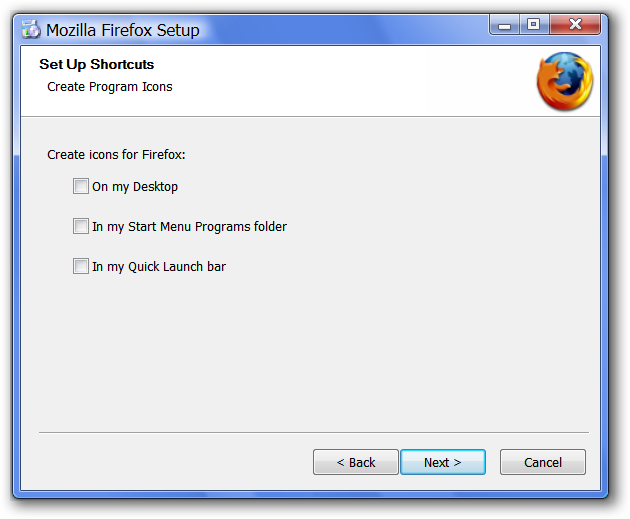 Mozilla Firefox Setup
Set Up Shortcuts
Create Program Icons
Create icons for Firefox:
On my Desktop
In my Start Menu Programs folder
In my Quick Launch bar
< Back Next > Cancel